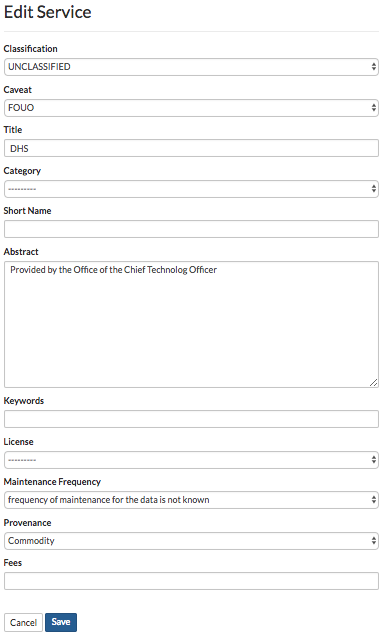 Edit Service
Classification
UNCLASSIFIED
Caveat
FOUO
Title
DHS
Category
---------
Short Name
Abstract
Provided by the Office of the Chief Technolog Officer
Keywords
License
---------
Maintenance Frequency
frequency of maintenance for the data is not known
Provenance
Commodity
Fees
Cancel Save